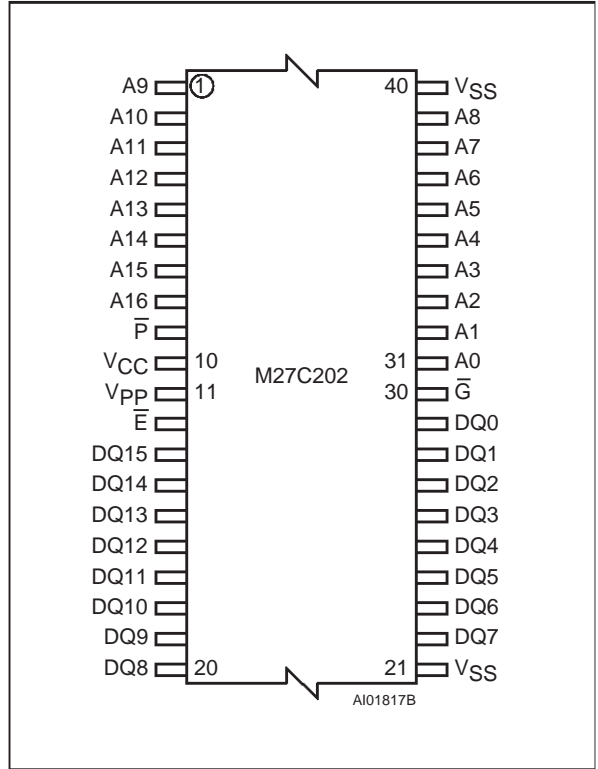 A9 1 40 VSS
A10 A8
A11 A7
A12 A6
A13 A5
A14 A4
A15 A3
A16 A2
P̅ A1
VCC 10 31 A0
M27C202
VPP 11 30 G̅
E̅ DQ0
DQ15 DQ1
DQ14 DQ2
DQ13 DQ3
DQ12 DQ4
DQ11 DQ5
DQ10 DQ6
DQ9 DQ7
DQ8 20 21 VSS
AI01817B